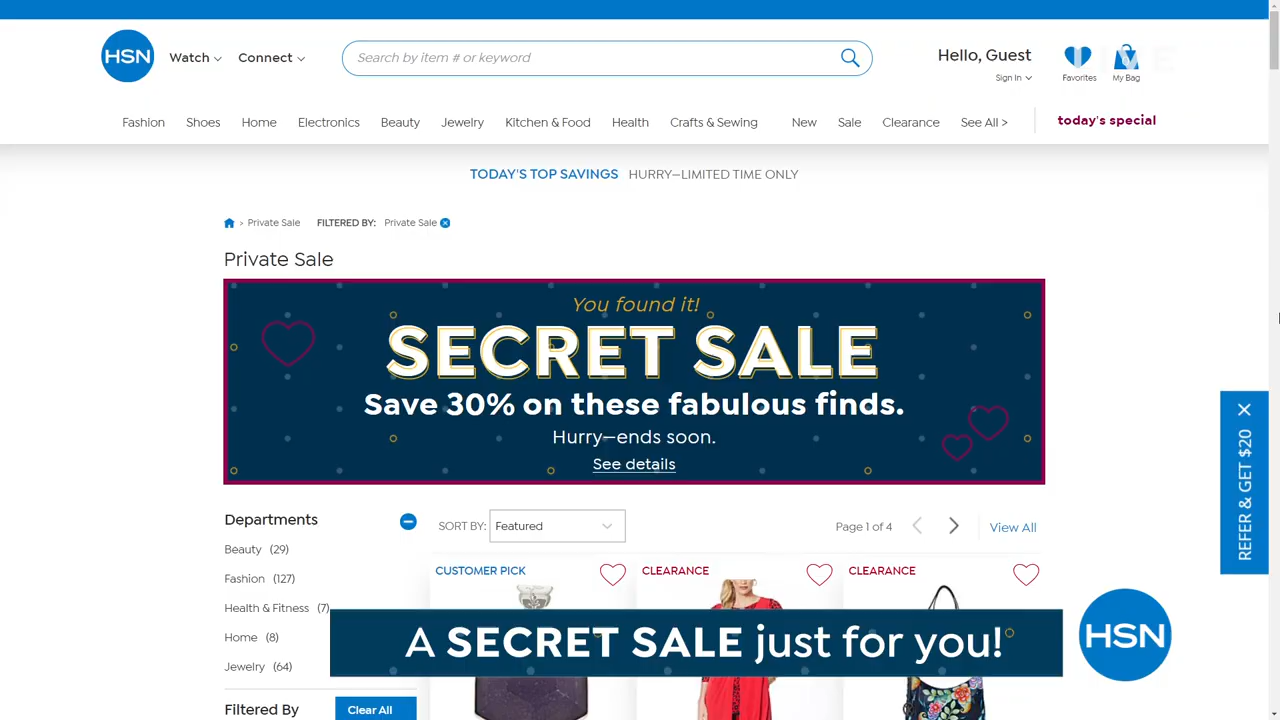 HSN
Watch
Connect
Search by item # or keyword
Hello, Guest
Sign In
Favorites
My Bag
Fashion
Shoes
Home
Electronics
Beauty
Jewelry
Kitchen & Food
Health
Crafts & Sewing
New
Sale
Clearance
See All >
today's special
TODAY'S TOP SAVINGS HURRY—LIMITED TIME ONLY
> Private Sale FILTERED BY: Private Sale
Private Sale
You found it!
SECRET SALE
Save 30% on these fabulous finds.
Hurry—ends soon.
See details
REFER & GET $20
Departments
Beauty (29)
Fashion (127)
Health & Fitness (7)
Home (8)
Jewelry (64)
Filtered By
Clear All
SORT BY: Featured
Page 1 of 4
View All
CUSTOMER PICK
CLEARANCE
CLEARANCE
A SECRET SALE just for you!
HSN